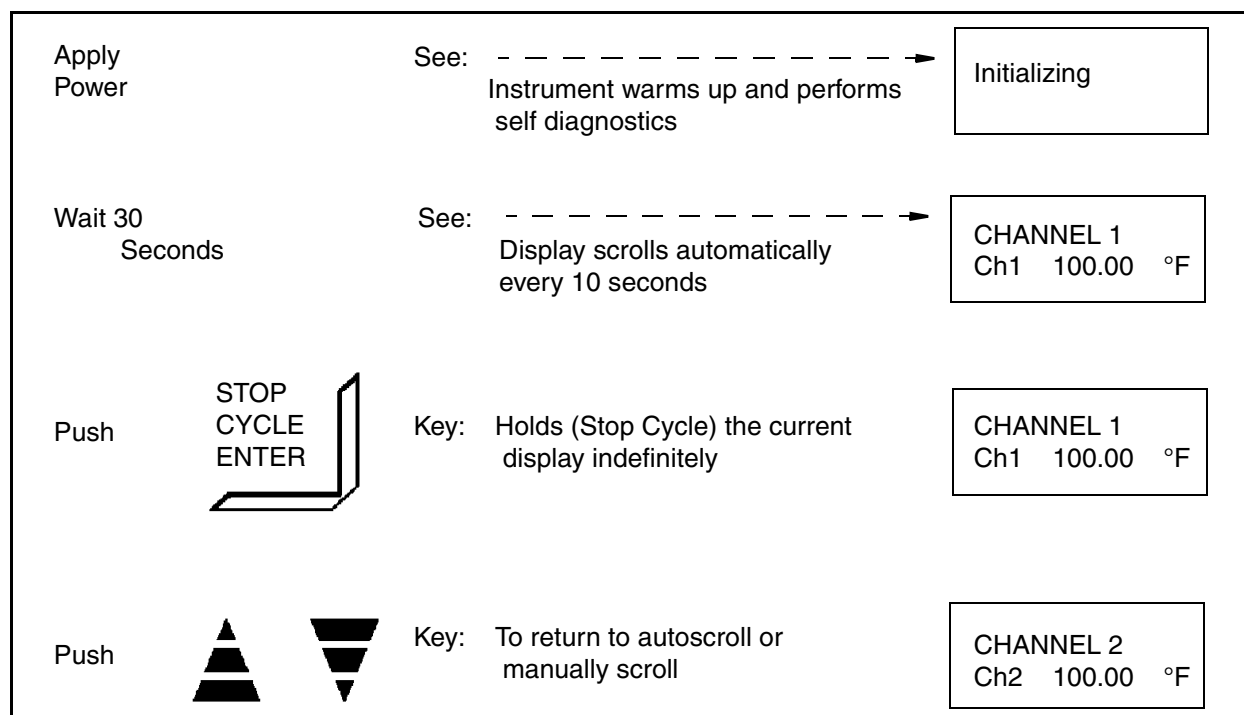 Apply
Power
See:
Instrument warms up and performs
self diagnostics
Initializing
Wait 30
Seconds
See:
Display scrolls automatically
every 10 seconds
CHANNEL 1
Ch1 100.00 °F
Push
STOP
CYCLE
ENTER
Key: Holds (Stop Cycle) the current
display indefinitely
CHANNEL 1
Ch1 100.00 °F
Push
Key: To return to autoscroll or
manually scroll
CHANNEL 2
Ch2 100.00 °F